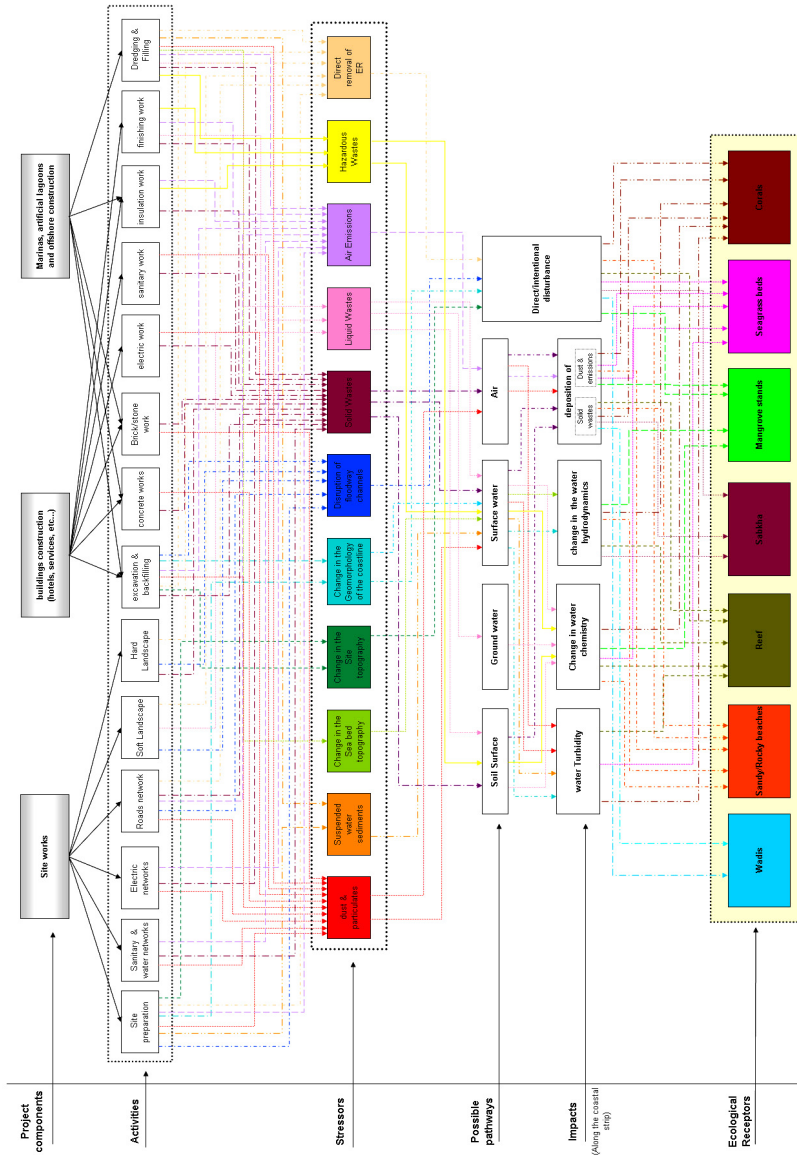 Project
components
Site works
buildings construction
(hotels, services, etc...)
Marinas, artificial lagoons
and offshore construction
Activities
Site
preparation
Sanitary &
water networks
Electric
networks
Roads network
Soft Landscape
Hard
Landscape
excavation &
backfilling
concrete works
Brick/stone
work
electric work
sanitary work
insulation work
finishing work
Dredging &
Filling
Stressors
dust &
particulates
Suspended
water
sediments
Change in the
Sea bed
topography
Change in the
Site
topography
Change in the
Geomorphology
of the coastline
Disruption of
floodway
channels
Solid Wastes
Liquid Wastes
Air Emissions
Hazardous
Wastes
Direct
removal of
ER
Possible
pathways
Soil Surface
Ground water
Surface water
Air
Direct/intentional
disturbance
Impacts
(Along the coastal
strip)
water Turbidity
Change in water
chemistry
change in the water
hydrodynamics
deposition of
Solid
wastes
Dust &
emissions
Ecological
Receptors
Wadis
Sandy/Rocky beaches
Reef
Sabkha
Mangrove stands
Seagrass beds
Corals